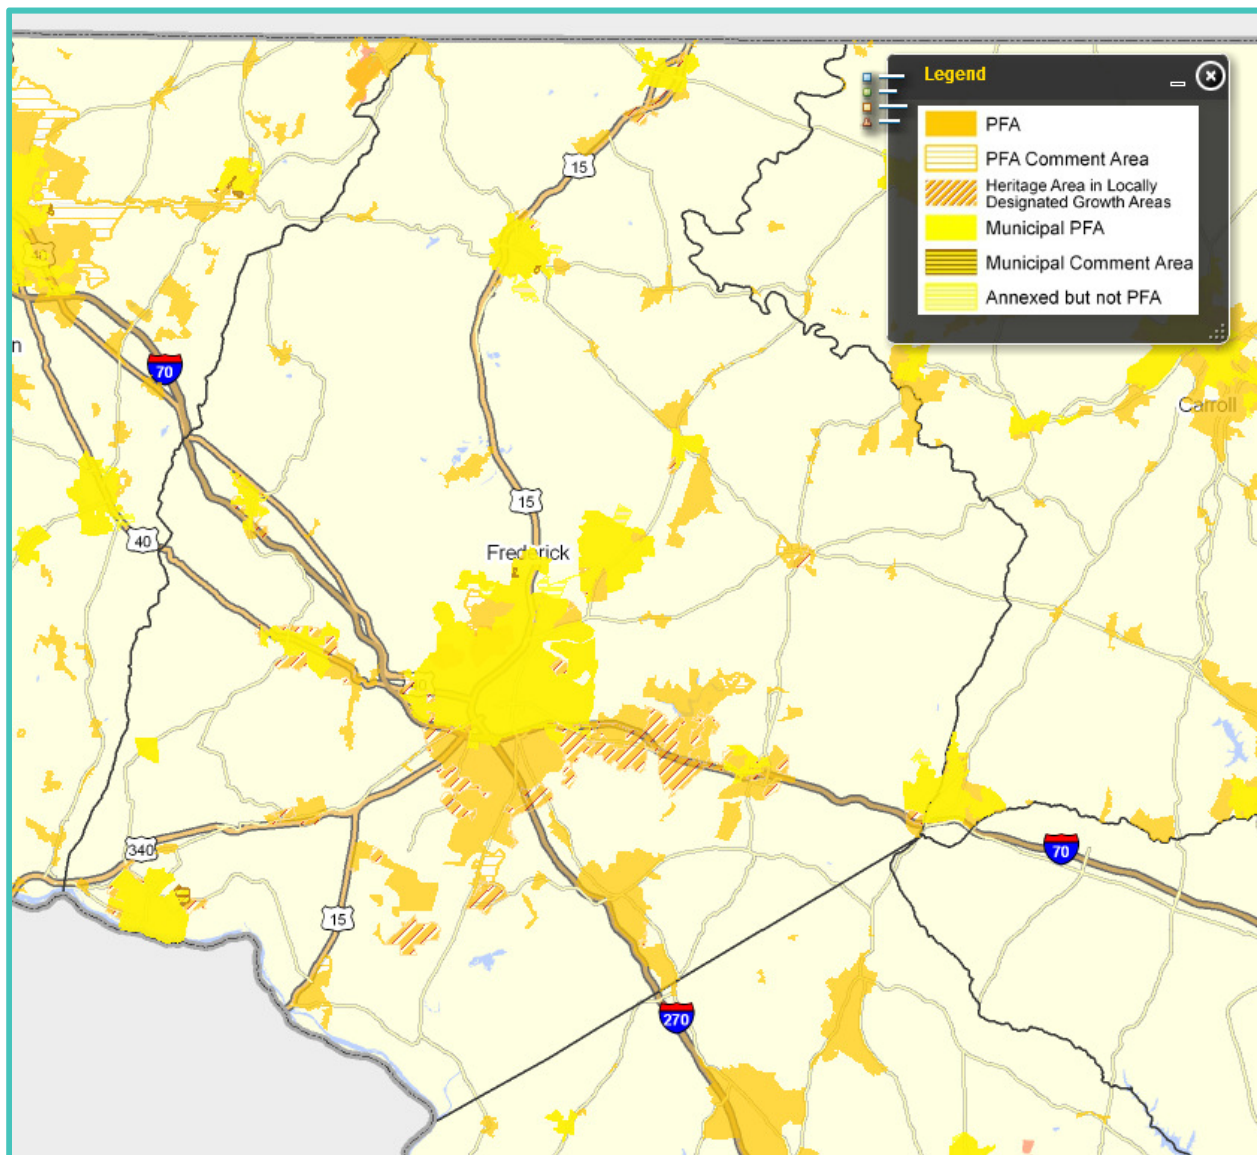 Legend
PFA
PFA Comment Area
Heritage Area in Locally
Designated Growth Areas
Municipal PFA
Municipal Comment Area
Annexed but not PFA
15
40
n
70
Carroll
15
Frederick
40
340
15
70
270